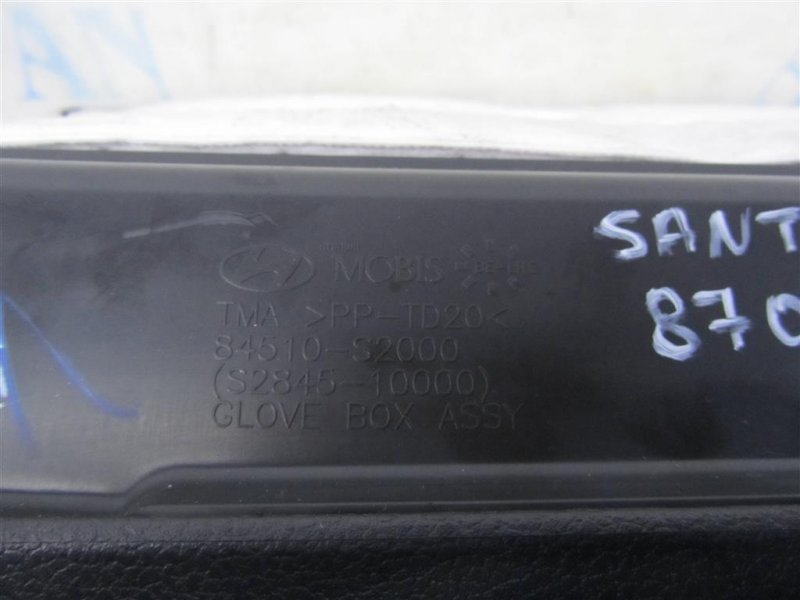 MOBIS
TMA >PP-TD20<
84510-S2000
(S2845-10000)
GLOVE BOX ASSY
SANT
870